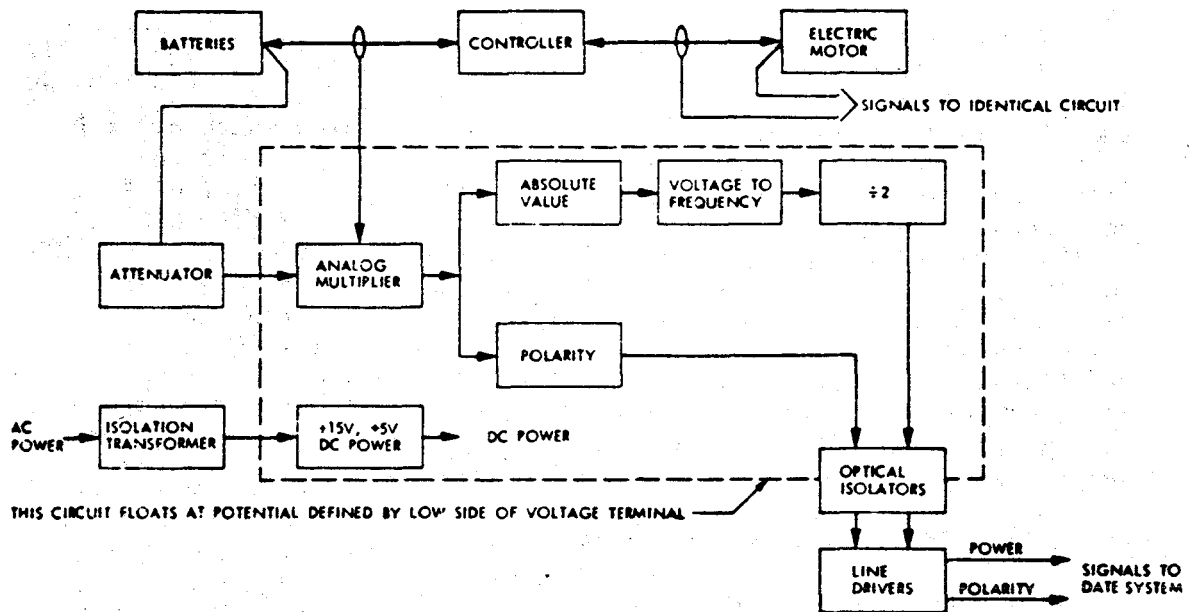 BATTERIES
CONTROLLER
ELECTRIC
MOTOR
SIGNALS TO IDENTICAL CIRCUIT
ABSOLUTE
VALUE
VOLTAGE TO
FREQUENCY
÷2
ATTENUATOR
ANALOG
MULTIPLIER
POLARITY
AC
POWER
ISOLATION
TRANSFORMER
+15V, +5V
DC POWER
DC POWER
OPTICAL
ISOLATORS
THIS CIRCUIT FLOATS AT POTENTIAL DEFINED BY LOW SIDE OF VOLTAGE TERMINAL
LINE
DRIVERS
POWER
POLARITY
SIGNALS TO
DATE SYSTEM